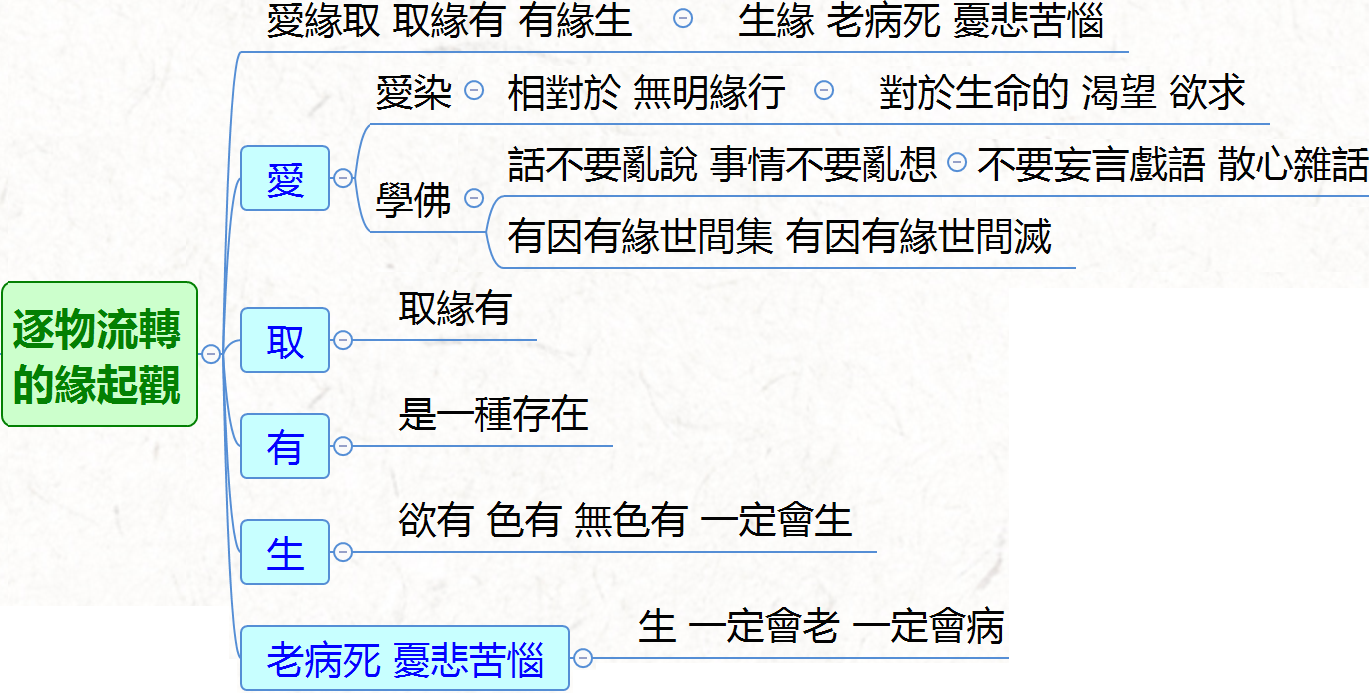 愛緣取 取緣有 有緣生
生緣 老病死 憂悲苦惱
愛染
相對於 無明緣行
對於生命的 渴望 欲求
愛
學佛
話不要亂說 事情不要亂想
不要妄言戲語 散心雜話
有因有緣世間集 有因有緣世間滅
逐物流轉
的緣起觀
取
取緣有
有
是一種存在
生
欲有 色有 無色有 一定會生
老病死 憂悲苦惱
生 一定會老 一定會病